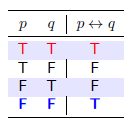 p q p ↔ q
T T T
T F F
F T F
F F T